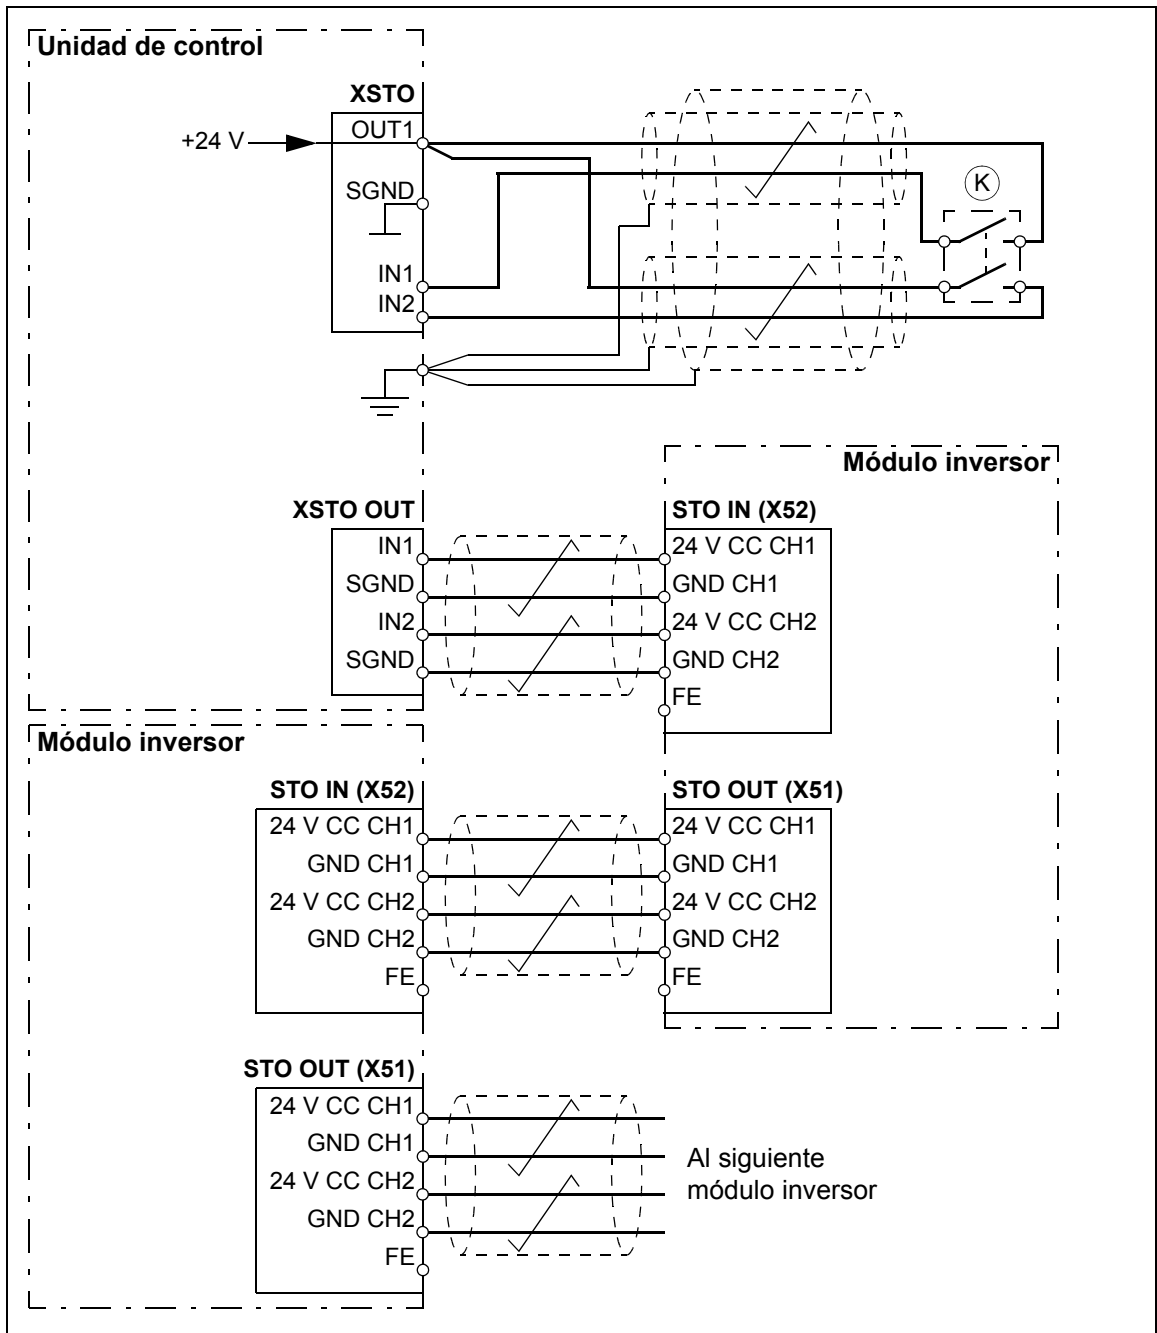 Unidad de control
XSTO
OUT1
+24 V
SGND
K
IN1
IN2
Módulo inversor
XSTO OUT
STO IN (X52)
IN1
24 V CC CH1
SGND
GND CH1
IN2
24 V CC CH2
SGND
GND CH2
FE
Módulo inversor
STO IN (X52)
STO OUT (X51)
24 V CC CH1
24 V CC CH1
GND CH1
GND CH1
24 V CC CH2
24 V CC CH2
GND CH2
GND CH2
FE
FE
STO OUT (X51)
24 V CC CH1
GND CH1
24 V CC CH2
GND CH2
FE
Al siguiente
módulo inversor